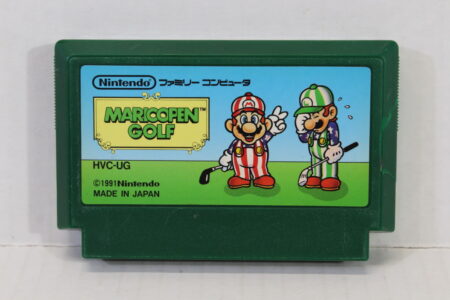 Nintendo ファミリー コンピュータ
MARIOOPEN™
GOLF
HVC-UG
©1991Nintendo
MADE IN JAPAN